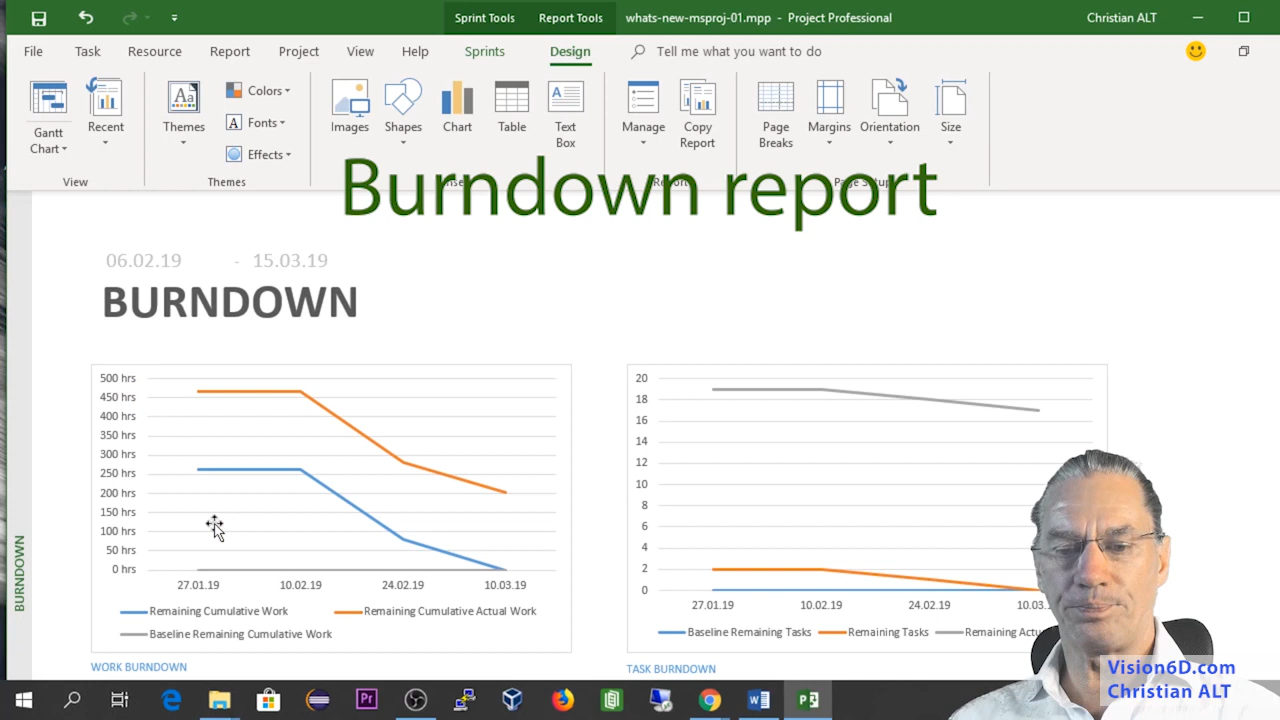 Sprint Tools Report Tools whats-new-msproj-01.mpp - Project Professional Christian ALT
File Task Resource Report Project View Help Sprints Design Tell me what you want to do
Gantt Chart Recent Themes Colors Fonts Effects Images Shapes Chart Table Text Box Manage Copy Report Page Breaks Margins Orientation Size
View Themes
Burndown report
06.02.19 - 15.03.19
BURNDOWN
500 hrs
450 hrs
400 hrs
350 hrs
300 hrs
250 hrs
200 hrs
150 hrs
100 hrs
50 hrs
0 hrs
27.01.19 10.02.19 24.02.19 10.03.19
Remaining Cumulative Work Remaining Cumulative Actual Work
Baseline Remaining Cumulative Work
WORK BURNDOWN
20
18
16
14
12
10
8
6
4
2
0
27.01.19 10.02.19 24.02.19 10.03.
Baseline Remaining Tasks Remaining Tasks Remaining
TASK BURNDOWN
BURNDOWN
Vision6D.com
Christian ALT